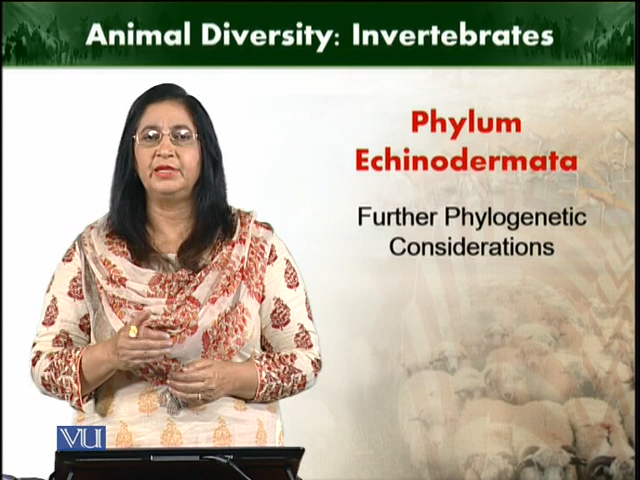 Animal Diversity: Invertebrates
Phylum
Echinodermata
Further Phylogenetic
Considerations
VU